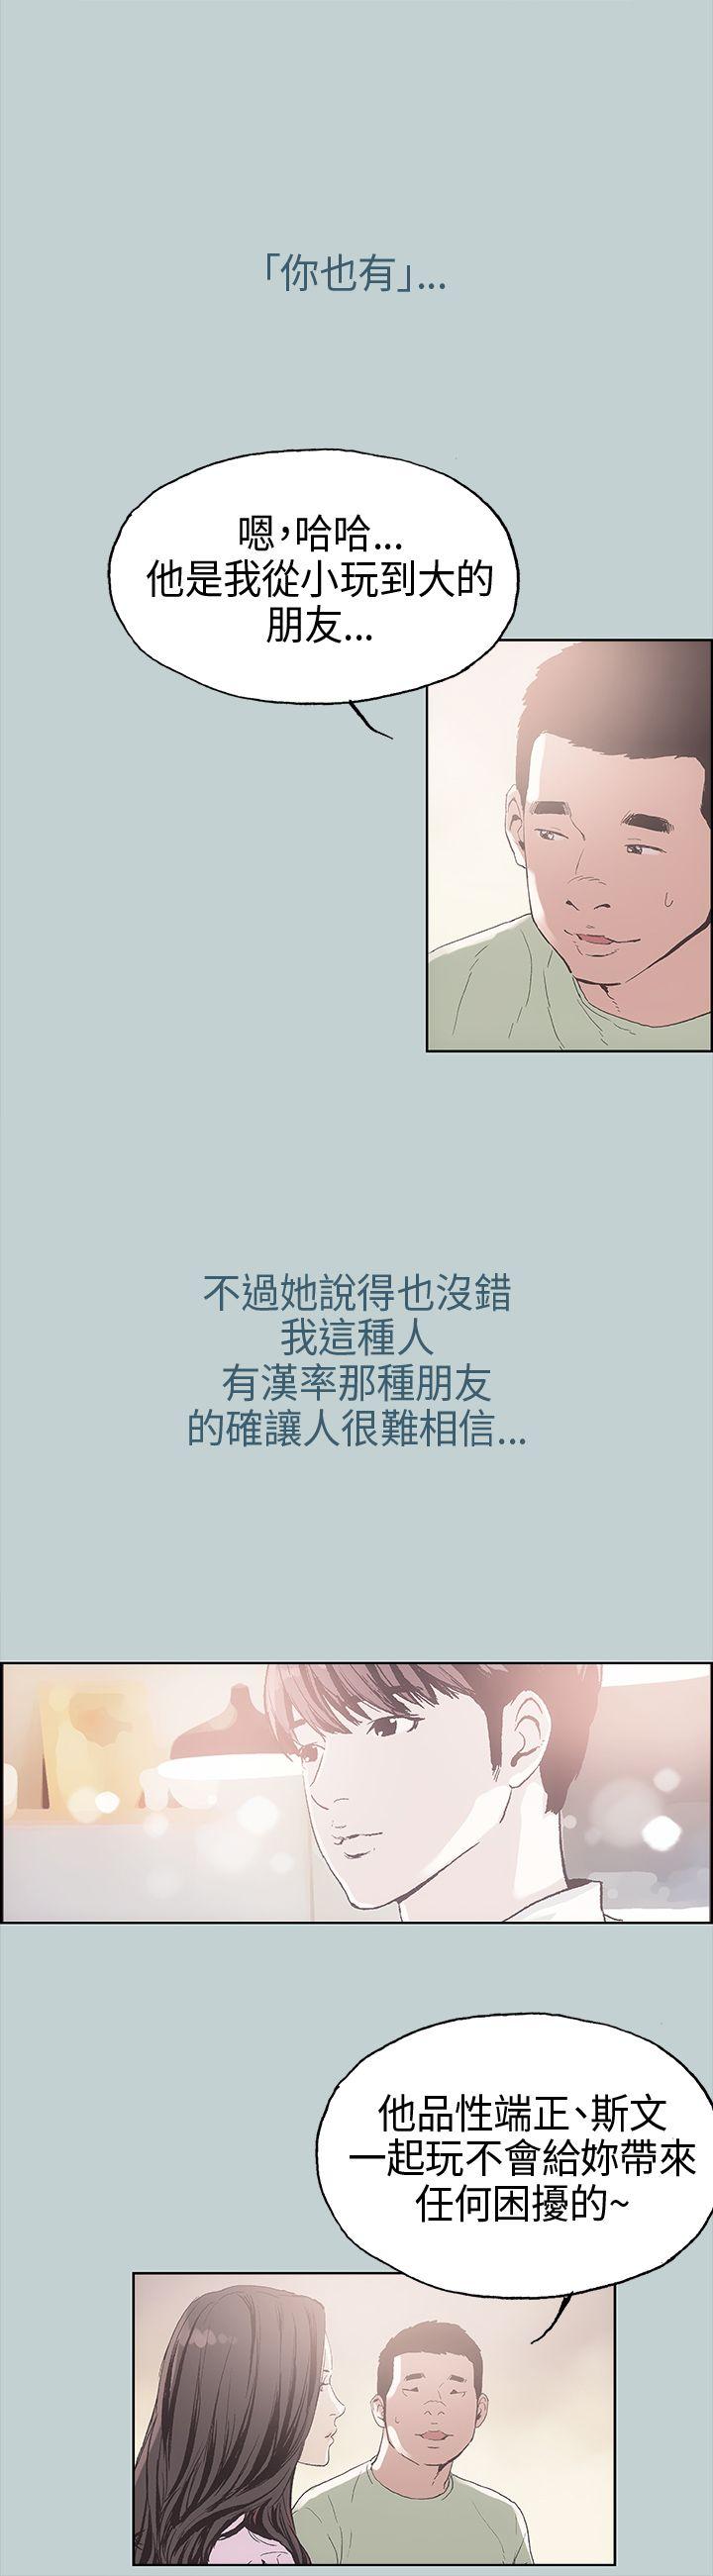 「你也有」...
嗯，哈哈...
他是我從小玩到大的
朋友...
不過她說得也沒錯
我這種人
有漢率那種朋友
的確讓人很難相信...
他品性端正、斯文
一起玩不會給妳帶來
任何困擾的~